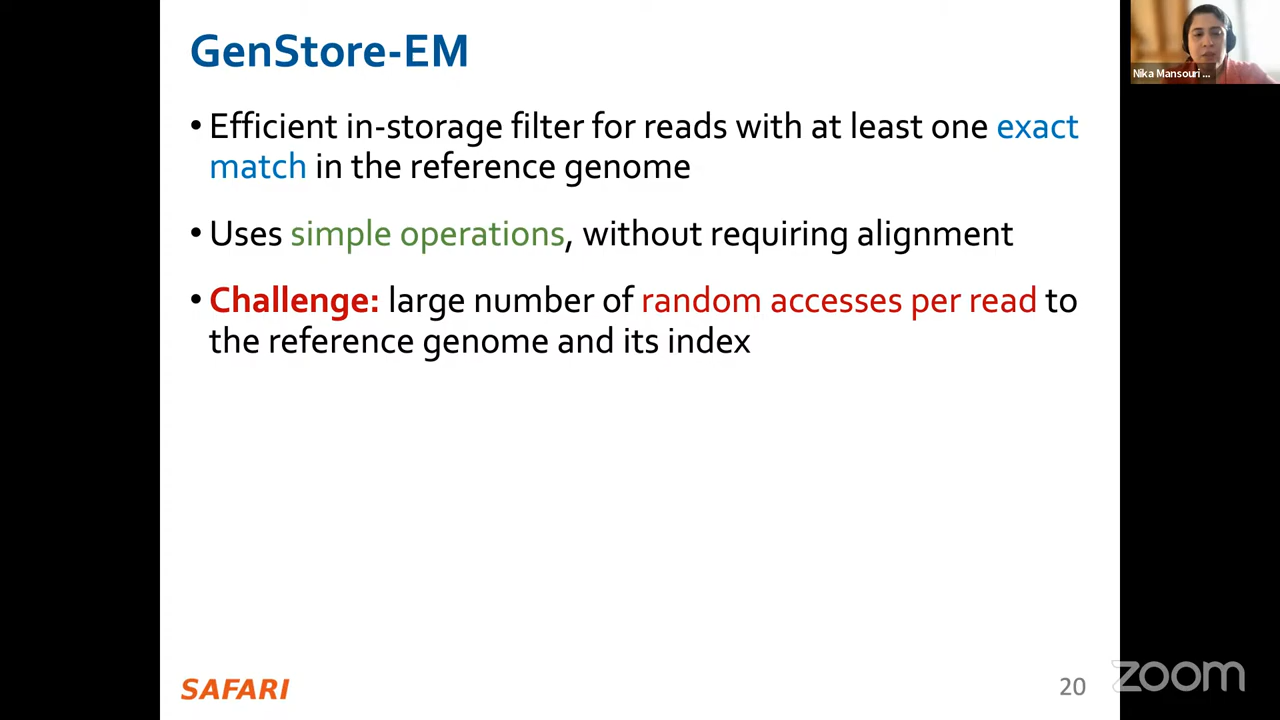 GenStore-EM
• Efficient in-storage filter for reads with at least one exact
match in the reference genome
• Uses simple operations, without requiring alignment
• Challenge: large number of random accesses per read to
the reference genome and its index
SAFARI
20
zoom
Nika Mansouri ...